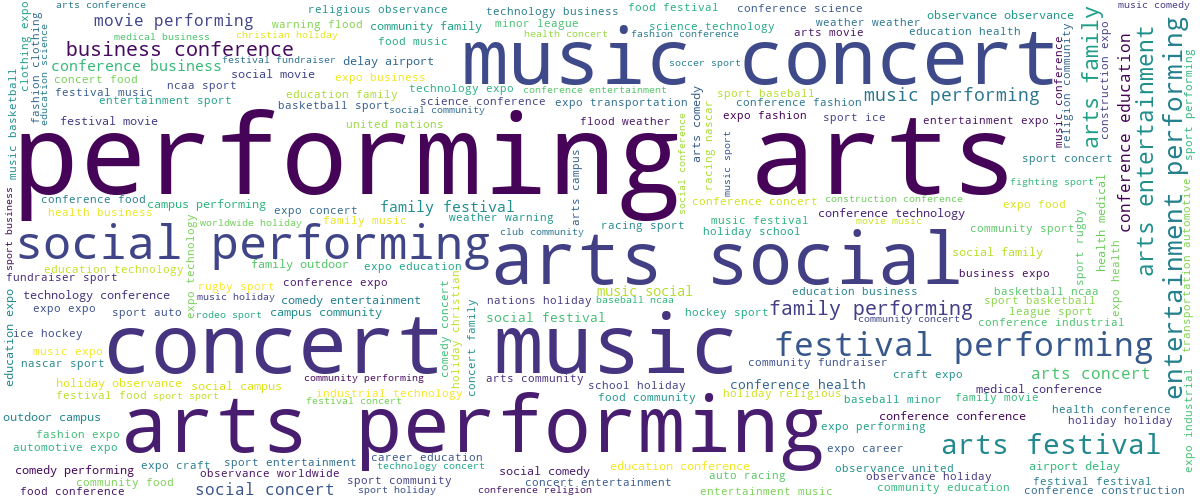 arts conference
religious observance
technology business
food festival
conference science
music comedy
movie performing
warning flood
community family
minor league
science technology
weather weather
observance observance
medical business
christian holiday
health concert
fashion conference
arts movie
education health
business conference
food music
music concert
conference business
festival fundraiser
delay airport
soccer sport
concert food
social movie
expo business
ncaa sport
technology expo
conference entertainment
festival music
education family
sport baseball
music performing
entertainment sport
basketball sport
science conference
expo transportation
conference fashion
social community
expo fashion
sport ice
entertainment expo
festival movie
united nations
flood weather
performing arts
clothing expo
fashion clothing
education science
music basketball
arts comedy
racing nascar
social conference
music sport
arts campus
music conference
religion community
arts family
construction expo
conference education
arts entertainment
entertainment performing
sport performing
sport concert
fighting sport
conference food
campus performing
family festival
conference concert
construction conference
expo food
health business
expo concert
weather warning
music festival
conference technology
worldwide holiday
family music
club community
racing sport
holiday school
movie music
community sport
social performing
arts social
social family
education technology
family outdoor
expo education
business expo
fundraiser sport
rugby sport
conference expo
music social
education business
basketball ncaa
technology conference
music holiday
comedy entertainment
nations holiday
baseball ncaa
sport basketball
expo expo
sport auto
rodeo sport
campus community
social festival
hockey sport
family performing
league sport
community concert
conference industrial
sport business
expo technology
comedy concert
holiday christian
concert family
sport rugby
health medical
expo health
transportation automotive
education expo
ice hockey
concert music
festival performing
music expo
nascar sport
community fundraiser
craft expo
arts concert
community performing
arts community
school holiday
conference health
medical conference
holiday observance
social campus
industrial technology
food community
holiday religious
baseball minor
family movie
festival food
sport sport
festival concert
outdoor campus
arts performing
conference conference
health conference
holiday holiday
fashion expo
expo performing
automotive expo
expo career
arts festival
expo industrial
career education
comedy performing
expo craft
sport entertainment
technology concert
social comedy
education conference
observance united
airport delay
observance worldwide
auto racing
observance holiday
community food
sport community
concert entertainment
festival festival
food conference
social concert
sport holiday
conference religion
entertainment music
community education
conference construction